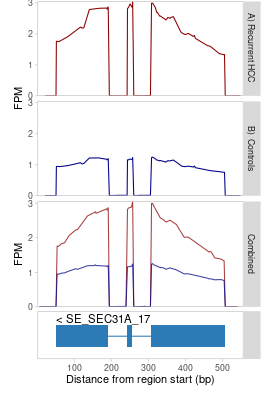 3
2
1
0
FPM
A) Recurrent HCC
3
2
1
0
B) Controls
3
2
1
0
FPM
Combined
< SE_SEC31A_17
100 200 300 400 500
Distance from region start (bp)